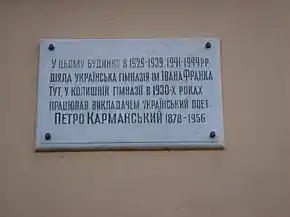 У ЦЬОМУ БУДИНКУ В 1929-1939, 1941-1944 РР.
ДІЯЛА УКРАЇНСЬКА ГІМНАЗІЯ ІМ. ІВАНА ФРАНКА
ТУТ, У КОЛИШНІЙ ГІМНАЗІЇ В 1930-Х РОКАХ
ПРАЦЮВАВ ВИКЛАДАЧЕМ УКРАЇНСЬКИЙ ПОЕТ
ПЕТРО КАРМАНСЬКИЙ 1878-1956